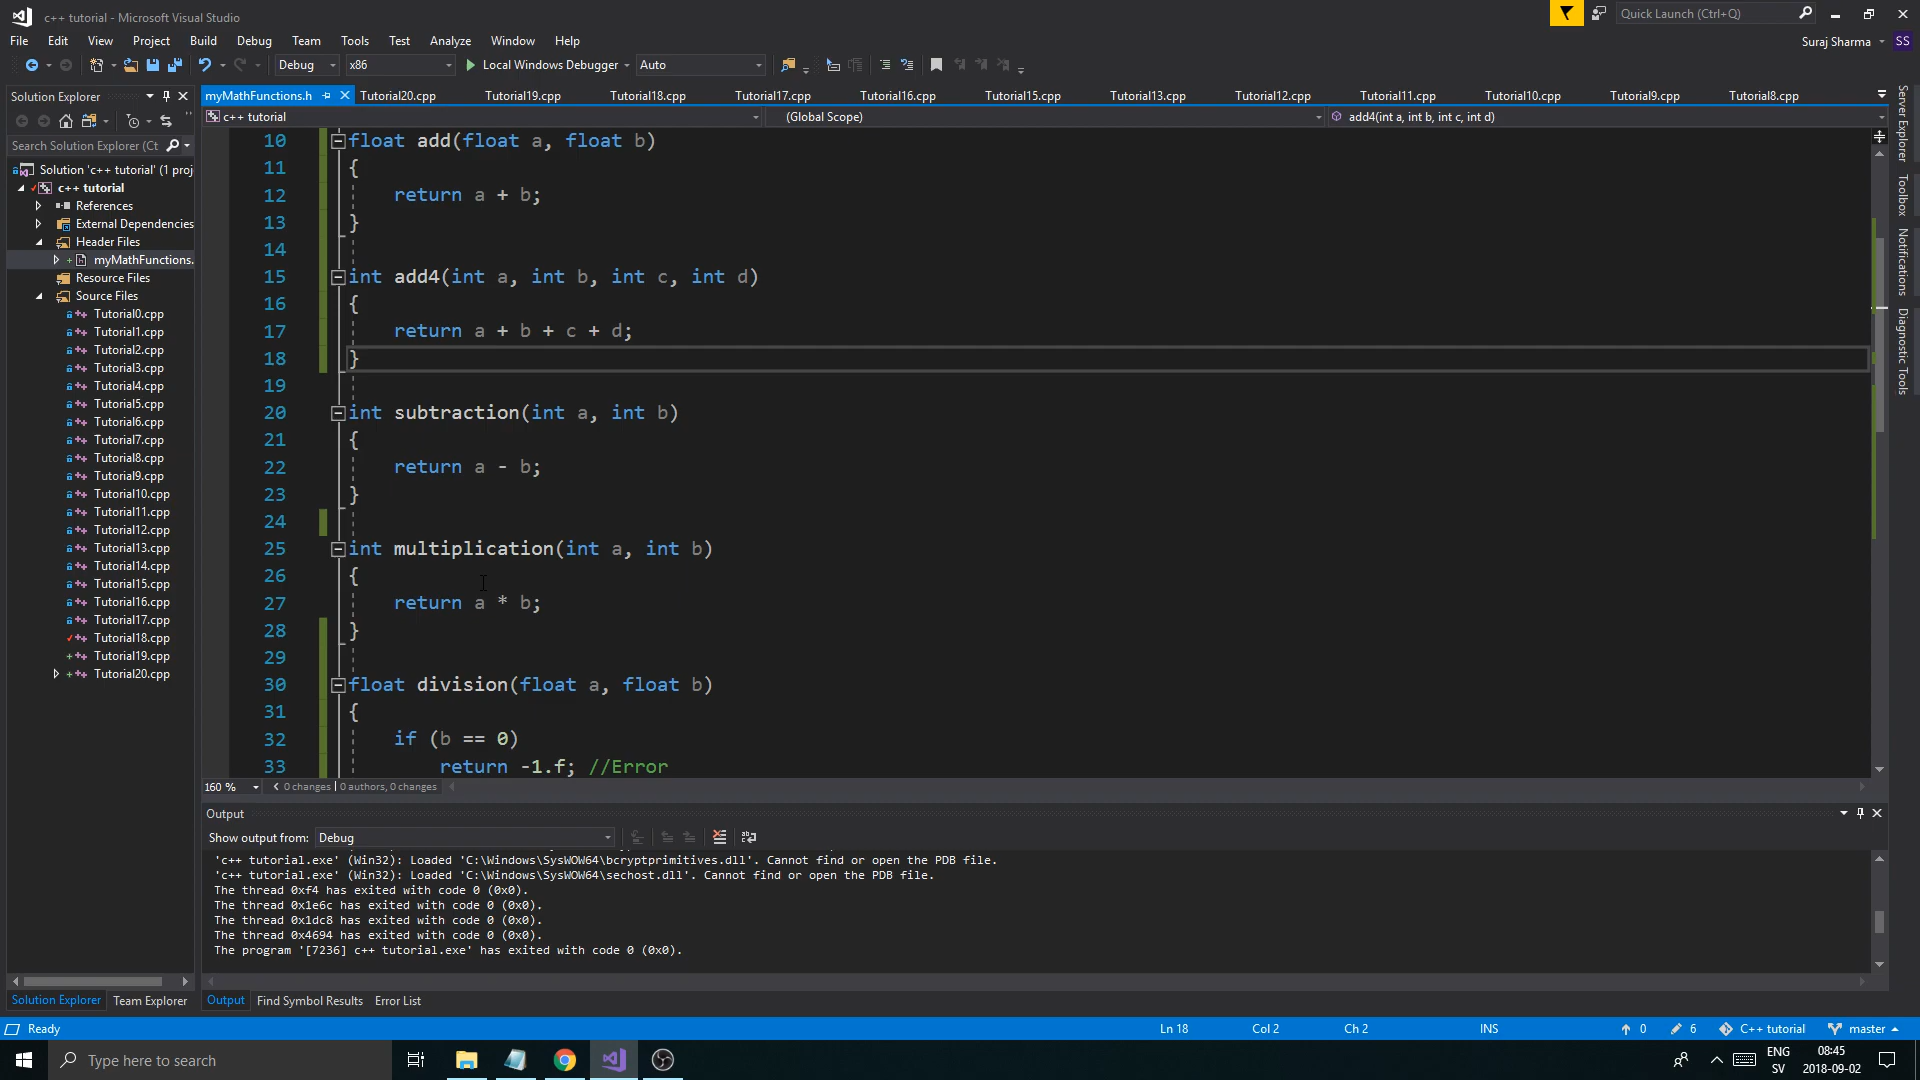 c++ tutorial - Microsoft Visual Studio
Quick Launch (Ctrl+Q)
File Edit View Project Build Debug Team Tools Test Analyze Window Help
Suraj Sharma SS
Debug x86 Local Windows Debugger Auto
Solution Explorer
myMathFunctions.h Tutorial20.cpp Tutorial19.cpp Tutorial18.cpp Tutorial17.cpp Tutorial16.cpp Tutorial15.cpp Tutorial13.cpp Tutorial12.cpp Tutorial11.cpp Tutorial10.cpp Tutorial9.cpp Tutorial8.cpp
c++ tutorial (Global Scope) add4(int a, int b, int c, int d)
Search Solution Explorer (Ct
Solution 'c++ tutorial' (1 proj
c++ tutorial
References
External Dependencies
Header Files
myMathFunctions.
Resource Files
Source Files
Tutorial0.cpp
Tutorial1.cpp
Tutorial2.cpp
Tutorial3.cpp
Tutorial4.cpp
Tutorial5.cpp
Tutorial6.cpp
Tutorial7.cpp
Tutorial8.cpp
Tutorial9.cpp
Tutorial10.cpp
Tutorial11.cpp
Tutorial12.cpp
Tutorial13.cpp
Tutorial14.cpp
Tutorial15.cpp
Tutorial16.cpp
Tutorial17.cpp
Tutorial18.cpp
Tutorial19.cpp
Tutorial20.cpp
Solution Explorer Team Explorer
10 float add(float a, float b)
11 {
12 return a + b;
13 }
14
15 int add4(int a, int b, int c, int d)
16 {
17 return a + b + c + d;
18 }
19
20 int subtraction(int a, int b)
21 {
22 return a - b;
23 }
24
25 int multiplication(int a, int b)
26 {
27 return a * b;
28 }
29
30 float division(float a, float b)
31 {
32 if (b == 0)
33 return -1.f; //Error
160 % 0 changes | 0 authors, 0 changes
Server Explorer
Toolbox
Notifications
Diagnostic Tools
Output
Show output from: Debug
'c++ tutorial.exe' (Win32): Loaded 'C:\Windows\SysWOW64\bcryptprimitives.dll'. Cannot find or open the PDB file.
'c++ tutorial.exe' (Win32): Loaded 'C:\Windows\SysWOW64\sechost.dll'. Cannot find or open the PDB file.
The thread 0xf4 has exited with code 0 (0x0).
The thread 0x1e6c has exited with code 0 (0x0).
The thread 0x1dc8 has exited with code 0 (0x0).
The thread 0x4694 has exited with code 0 (0x0).
The program '[7236] c++ tutorial.exe' has exited with code 0 (0x0).
Output Find Symbol Results Error List
Ready Ln 18 Col 2 Ch 2 INS 0 6 C++ tutorial master
Type here to search
ENG 08:45
SV 2018-09-02